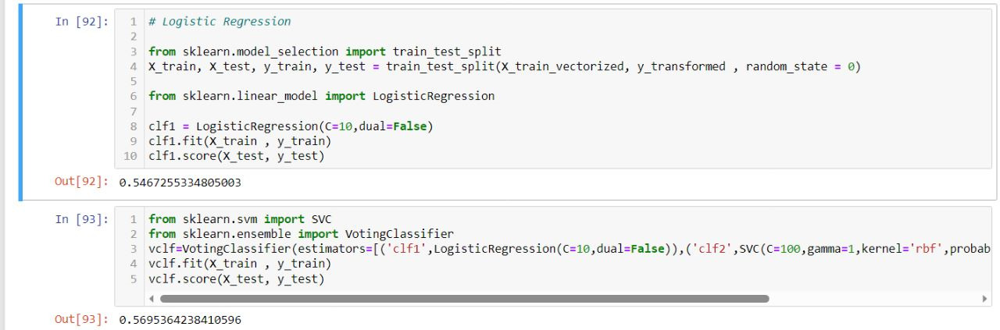 In [92]:
1 # Logistic Regression
2
3 from sklearn.model_selection import train_test_split
4 X_train, X_test, y_train, y_test = train_test_split(X_train_vectorized, y_transformed , random_state = 0)
5
6 from sklearn.linear_model import LogisticRegression
7
8 clf1 = LogisticRegression(C=10,dual=False)
9 clf1.fit(X_train , y_train)
10 clf1.score(X_test, y_test)
Out[92]: 0.5467255334805003
In [93]:
1 from sklearn.svm import SVC
2 from sklearn.ensemble import VotingClassifier
3 vclf=VotingClassifier(estimators=[('clf1',LogisticRegression(C=10,dual=False)),('clf2',SVC(C=100,gamma=1,kernel='rbf',probab
4 vclf.fit(X_train , y_train)
5 vclf.score(X_test, y_test)
Out[93]: 0.5695364238410596